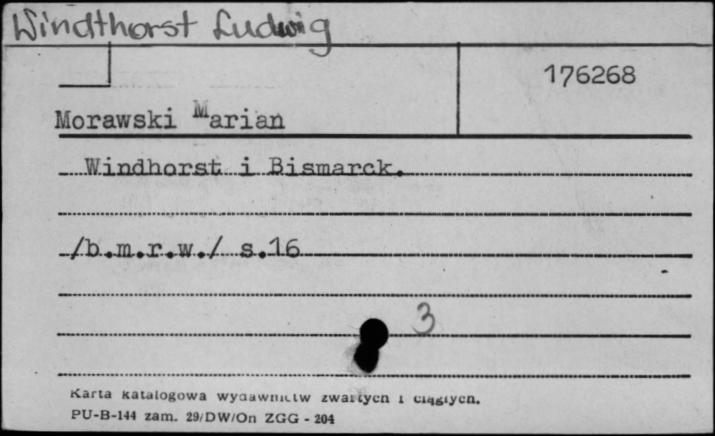 Windthorst Ludwig
176268
Morawski Marian
Windhorst i Bismarck.
/b.m.r.w./ s.16
3
Karta katalogowa wydawnictw zwartych i ciągłych.
PU-B-144 zam. 29/DW/On ZGG - 204